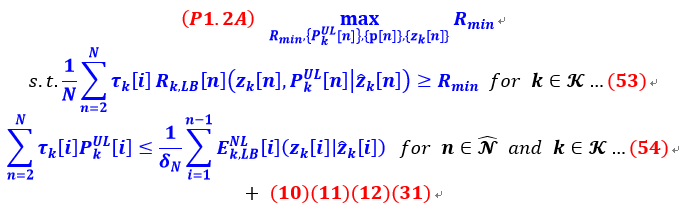 (P1.2A) max
R_min,{P_k^UL[n]},{p[n]},{z_k[n]} R_min
s.t. 1/N ∑_{n=2}^{N} τ_k[i] R_{k,LB}[n](z_k[n], P_k^UL[n]|ẑ_k[n]) ≥ R_min for k ∈ 𝒦 … (53)
∑_{n=2}^{N} τ_k[i]P_k^UL[i] ≤ 1/δ_N ∑_{i=1}^{n-1} E_{k,LB}^{NL}[i](z_k[i]|ẑ_k[i]) for n ∈ 𝒩̂ and k ∈ 𝒦 … (54)
+ (10)(11)(12)(31)